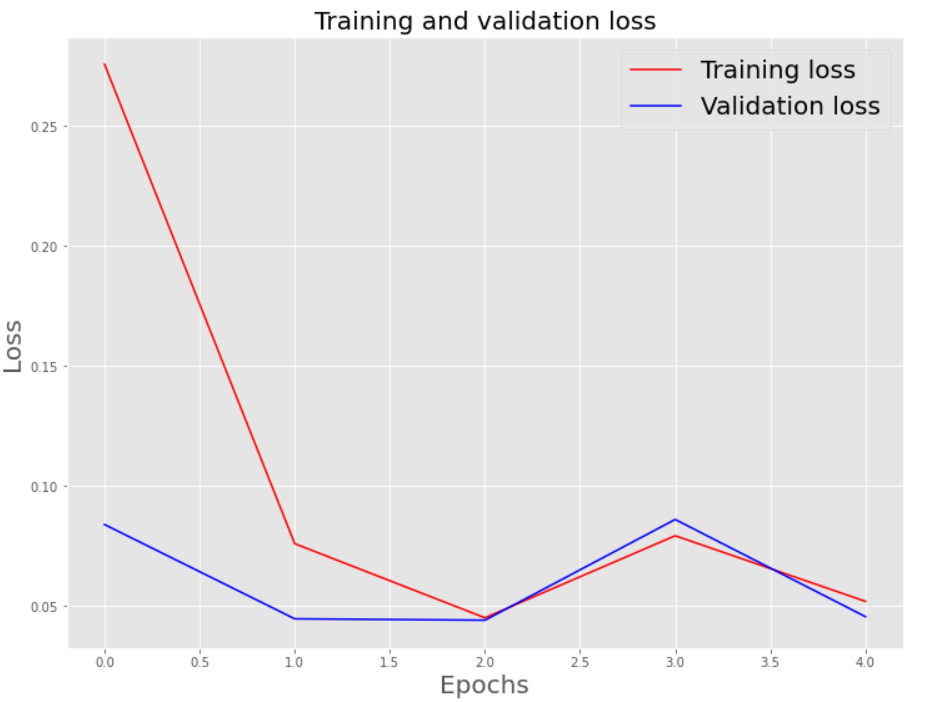 Training and validation loss
Training loss
Validation loss
0.25
0.20
0.15
0.10
0.05
Loss
0.0 0.5 1.0 1.5 2.0 2.5 3.0 3.5 4.0
Epochs